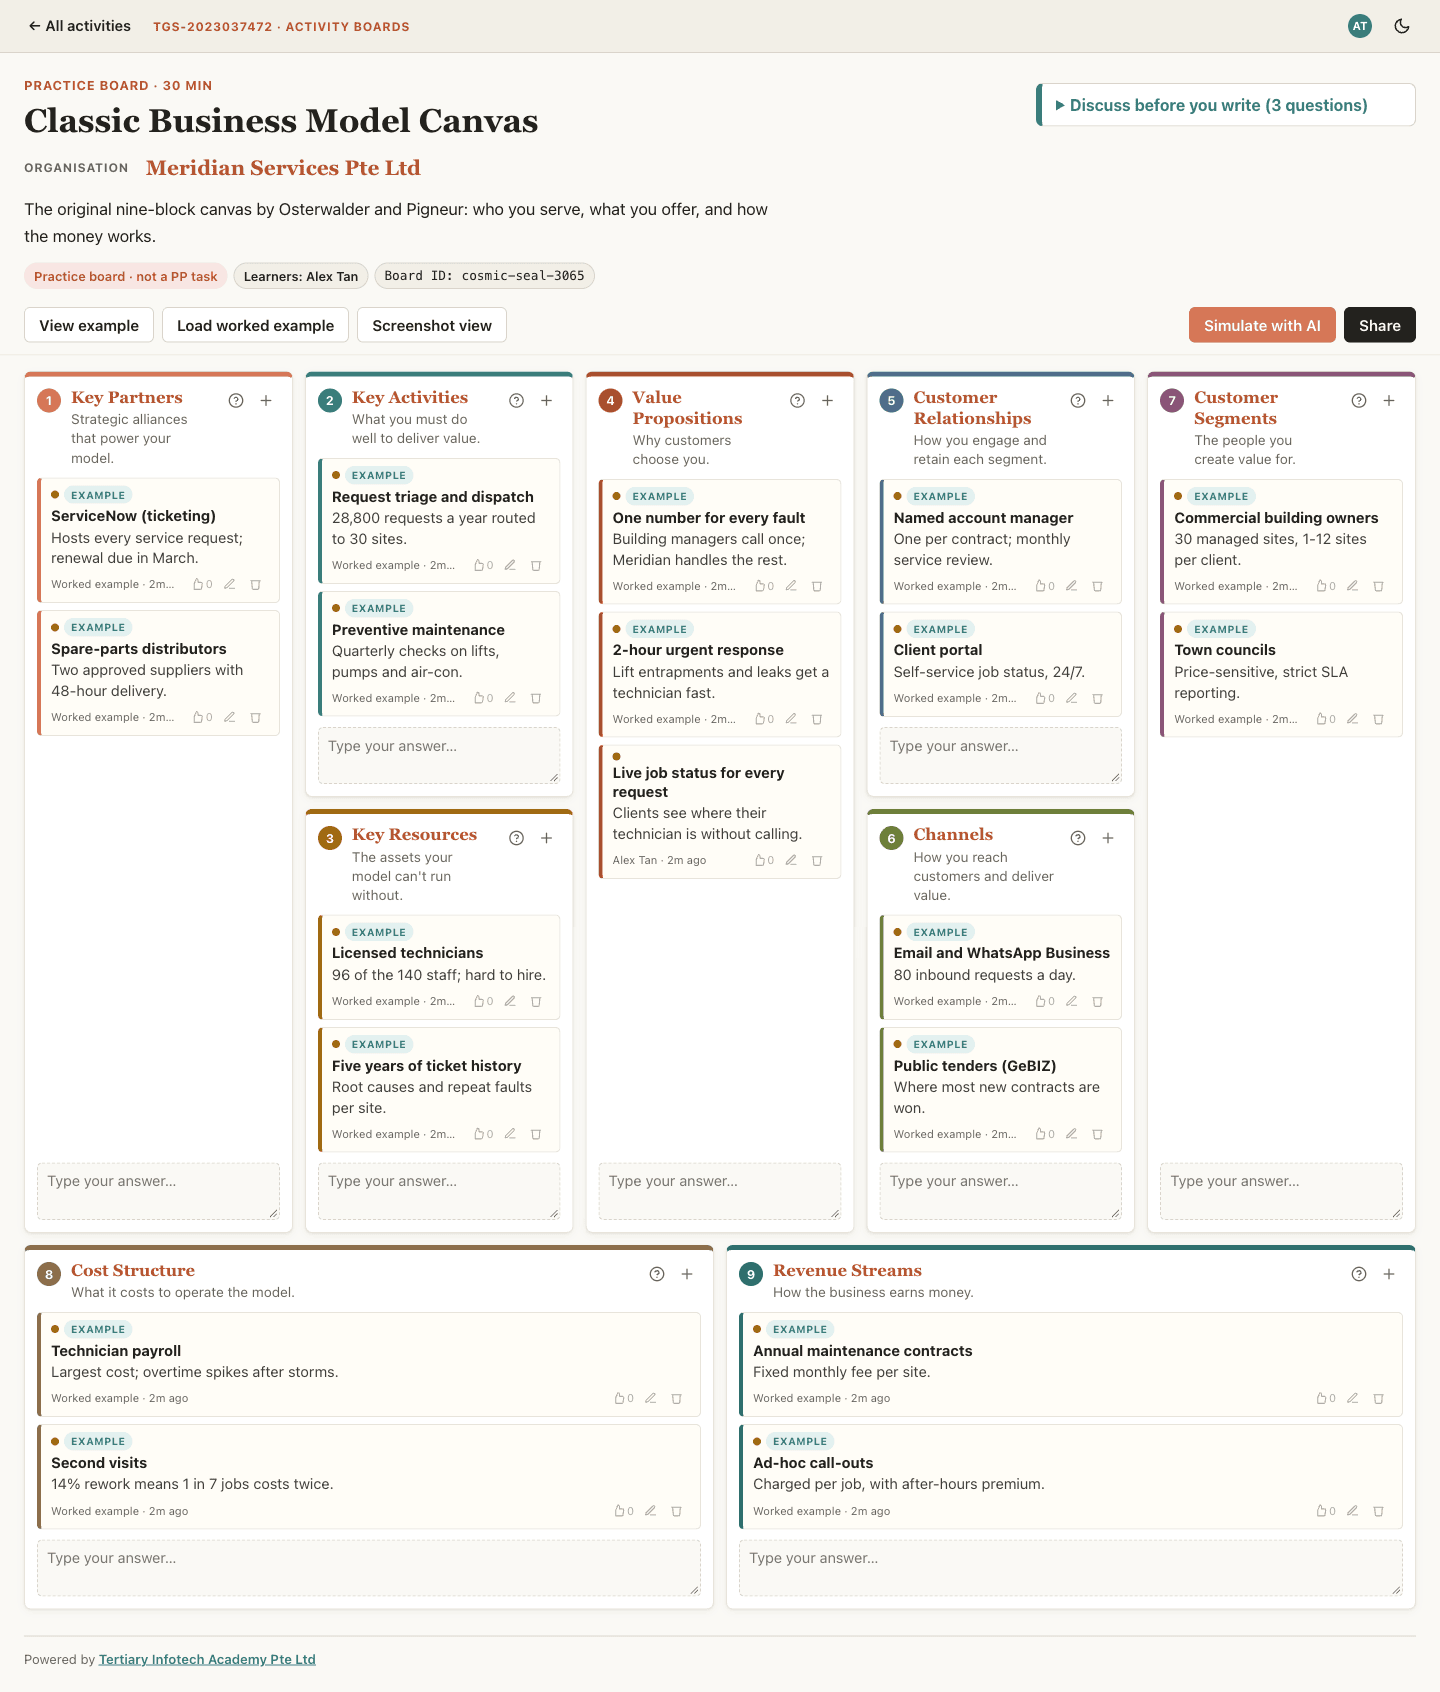 ← All activities
TGS-2023037472 · ACTIVITY BOARDS
AT
PRACTICE BOARD · 30 MIN
Classic Business Model Canvas
Discuss before you write (3 questions)
ORGANISATION
Meridian Services Pte Ltd
The original nine-block canvas by Osterwalder and Pigneur: who you serve, what you offer, and how
the money works.
Practice board · not a PP task
Learners: Alex Tan
Board ID: cosmic-seal-3065
View example
Load worked example
Screenshot view
Simulate with AI
Share
1
Key Partners
Strategic alliances
that power your
model.
EXAMPLE
ServiceNow (ticketing)
Hosts every service request;
renewal due in March.
Worked example · 2m...
0
EXAMPLE
Spare-parts distributors
Two approved suppliers with
48-hour delivery.
Worked example · 2m...
0
Type your answer...
2
Key Activities
What you must do
well to deliver value.
EXAMPLE
Request triage and dispatch
28,800 requests a year routed
to 30 sites.
Worked example · 2m...
0
EXAMPLE
Preventive maintenance
Quarterly checks on lifts,
pumps and air-con.
Worked example · 2m...
0
Type your answer...
3
Key Resources
The assets your
model can't run
without.
EXAMPLE
Licensed technicians
96 of the 140 staff; hard to hire.
Worked example · 2m...
0
EXAMPLE
Five years of ticket history
Root causes and repeat faults
per site.
Worked example · 2m...
0
Type your answer...
4
Value
Propositions
Why customers
choose you.
EXAMPLE
One number for every fault
Building managers call once;
Meridian handles the rest.
Worked example · 2m...
0
EXAMPLE
2-hour urgent response
Lift entrapments and leaks get a
technician fast.
Worked example · 2m...
0
Live job status for every
request
Clients see where their
technician is without calling.
Alex Tan · 2m ago
0
Type your answer...
5
Customer
Relationships
How you engage and
retain each segment.
EXAMPLE
Named account manager
One per contract; monthly
service review.
Worked example · 2m...
0
EXAMPLE
Client portal
Self-service job status, 24/7.
Worked example · 2m...
0
Type your answer...
6
Channels
How you reach
customers and deliver
value.
EXAMPLE
Email and WhatsApp Business
80 inbound requests a day.
Worked example · 2m...
0
EXAMPLE
Public tenders (GeBIZ)
Where most new contracts are
won.
Worked example · 2m...
0
Type your answer...
7
Customer
Segments
The people you
create value for.
EXAMPLE
Commercial building owners
30 managed sites, 1-12 sites
per client.
Worked example · 2m...
0
EXAMPLE
Town councils
Price-sensitive, strict SLA
reporting.
Worked example · 2m...
0
Type your answer...
8
Cost Structure
What it costs to operate the model.
EXAMPLE
Technician payroll
Largest cost; overtime spikes after storms.
Worked example · 2m ago
0
EXAMPLE
Second visits
14% rework means 1 in 7 jobs costs twice.
Worked example · 2m ago
0
Type your answer...
9
Revenue Streams
How the business earns money.
EXAMPLE
Annual maintenance contracts
Fixed monthly fee per site.
Worked example · 2m ago
0
EXAMPLE
Ad-hoc call-outs
Charged per job, with after-hours premium.
Worked example · 2m ago
0
Type your answer...
Powered by Tertiary Infotech Academy Pte Ltd